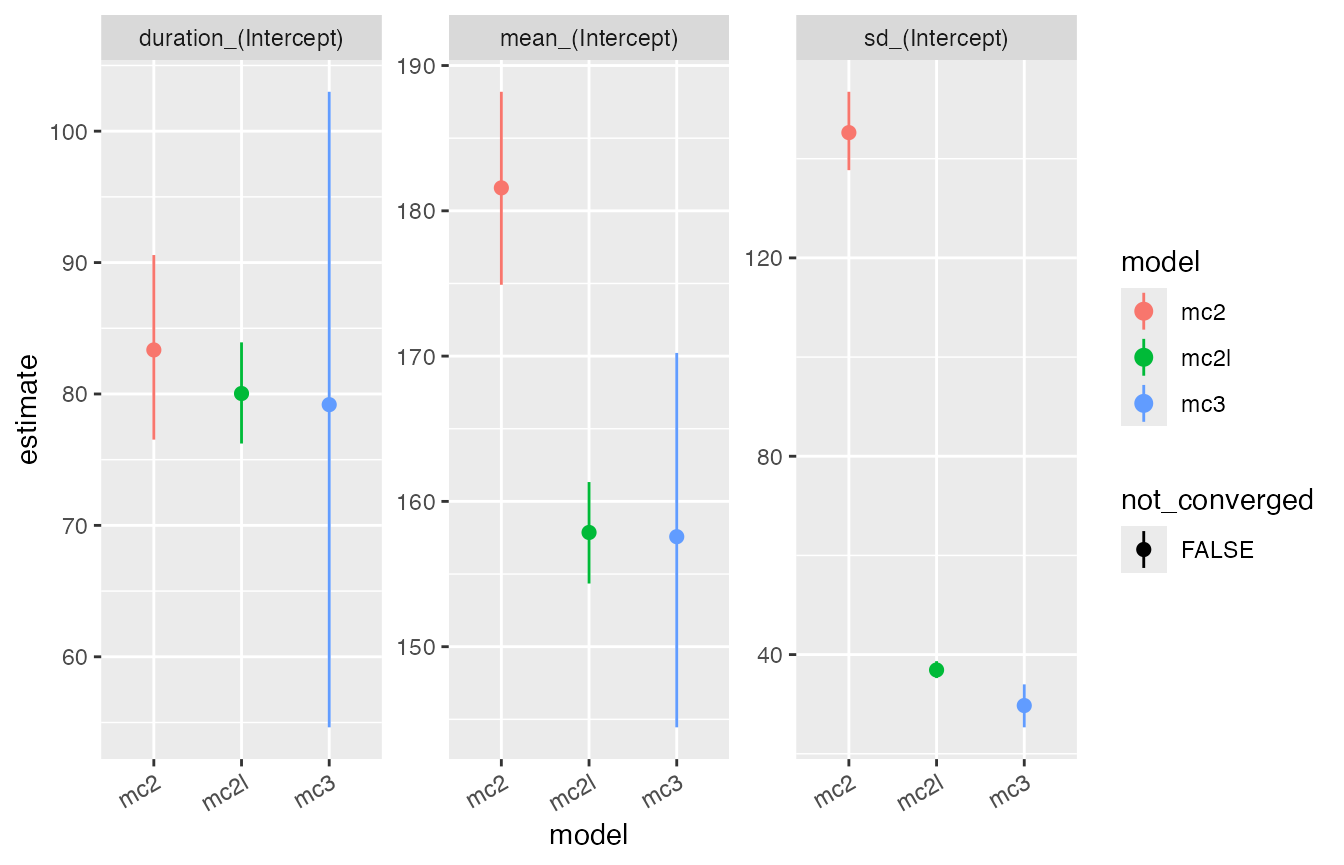 duration_(Intercept) mean_(Intercept) sd_(Intercept)
estimate
100
90
80
70
60
190
180
170
160
150
120
80
40
mc2 mc2l mc3 mc2 mc2l mc3 mc2 mc2l mc3
model
model
mc2
mc2l
mc3
not_converged
FALSE